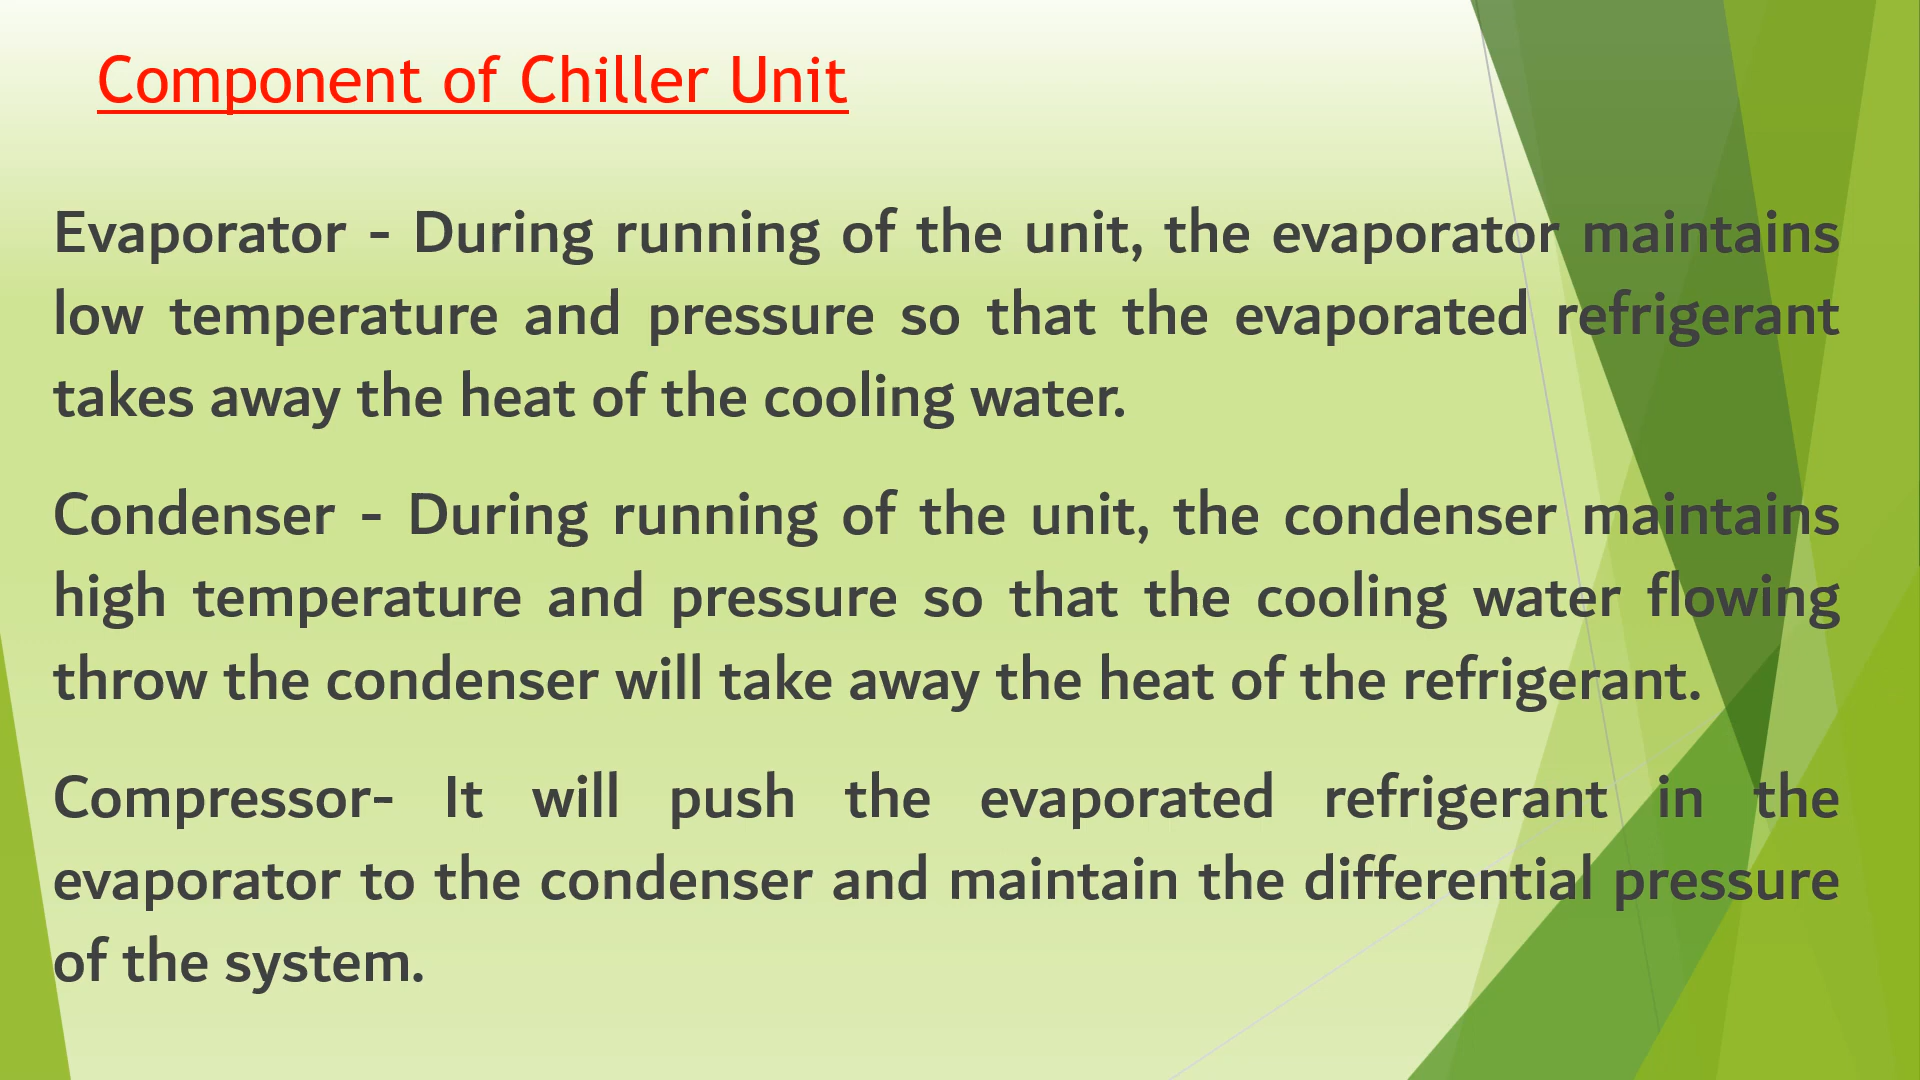 Component of Chiller Unit
Evaporator - During running of the unit, the evaporator maintains
low temperature and pressure so that the evaporated refrigerant
takes away the heat of the cooling water.
Condenser - During running of the unit, the condenser maintains
high temperature and pressure so that the cooling water flowing
throw the condenser will take away the heat of the refrigerant.
Compressor- It will push the evaporated refrigerant in the
evaporator to the condenser and maintain the differential pressure
of the system.